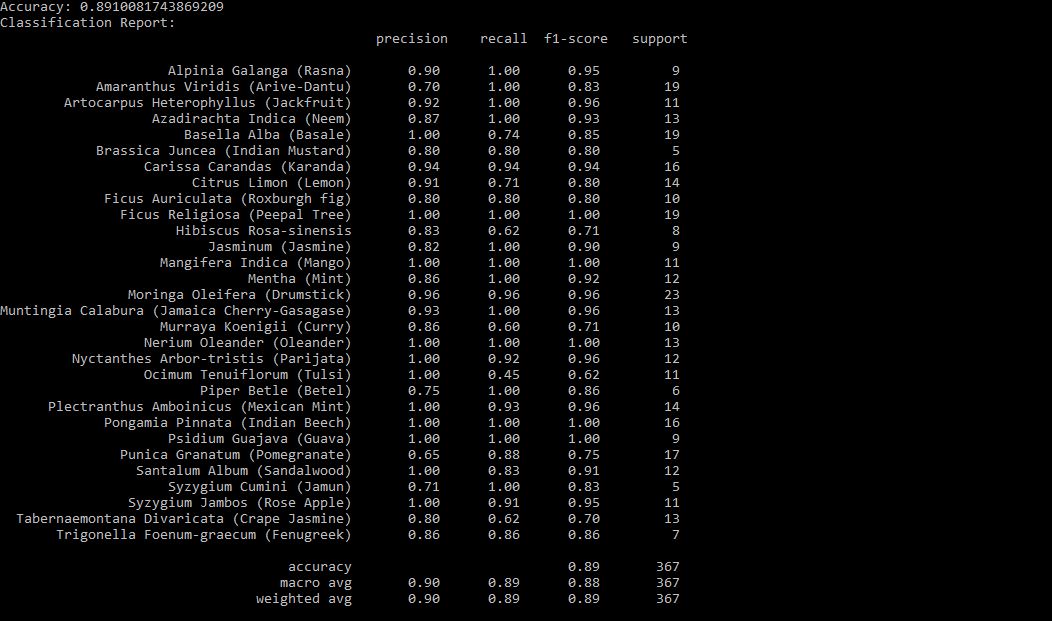 Accuracy: 0.8910081743869209
Classification Report:
precision recall f1-score support
Alpinia Galanga (Rasna) 0.90 1.00 0.95 9
Amaranthus Viridis (Arive-Dantu) 0.70 1.00 0.83 19
Artocarpus Heterophyllus (Jackfruit) 0.92 1.00 0.96 11
Azadirachta Indica (Neem) 0.87 1.00 0.93 13
Basella Alba (Basale) 1.00 0.74 0.85 19
Brassica Juncea (Indian Mustard) 0.80 0.80 0.80 5
Carissa Carandas (Karanda) 0.94 0.94 0.94 16
Citrus Limon (Lemon) 0.91 0.71 0.80 14
Ficus Auriculata (Roxburgh fig) 0.80 0.80 0.80 10
Ficus Religiosa (Peepal Tree) 1.00 1.00 1.00 19
Hibiscus Rosa-sinensis 0.83 0.62 0.71 8
Jasminum (Jasmine) 0.82 1.00 0.90 9
Mangifera Indica (Mango) 1.00 1.00 1.00 11
Mentha (Mint) 0.86 1.00 0.92 12
Moringa Oleifera (Drumstick) 0.96 0.96 0.96 23
Muntingia Calabura (Jamaica Cherry-Gasagase) 0.93 1.00 0.96 13
Murraya Koenigii (Curry) 0.86 0.60 0.71 10
Nerium Oleander (Oleander) 1.00 1.00 1.00 13
Nyctanthes Arbor-tristis (Parijata) 1.00 0.92 0.96 12
Ocimum Tenuiflorum (Tulsi) 1.00 0.45 0.62 11
Piper Betle (Betel) 0.75 1.00 0.86 6
Plectranthus Amboinicus (Mexican Mint) 1.00 0.93 0.96 14
Pongamia Pinnata (Indian Beech) 1.00 1.00 1.00 16
Psidium Guajava (Guava) 1.00 1.00 1.00 9
Punica Granatum (Pomegranate) 0.65 0.88 0.75 17
Santalum Album (Sandalwood) 1.00 0.83 0.91 12
Syzygium Cumini (Jamun) 0.71 1.00 0.83 5
Syzygium Jambos (Rose Apple) 1.00 0.91 0.95 11
Tabernaemontana Divaricata (Crape Jasmine) 0.80 0.62 0.70 13
Trigonella Foenum-graecum (Fenugreek) 0.86 0.86 0.86 7
accuracy 0.89 367
macro avg 0.90 0.89 0.88 367
weighted avg 0.90 0.89 0.89 367